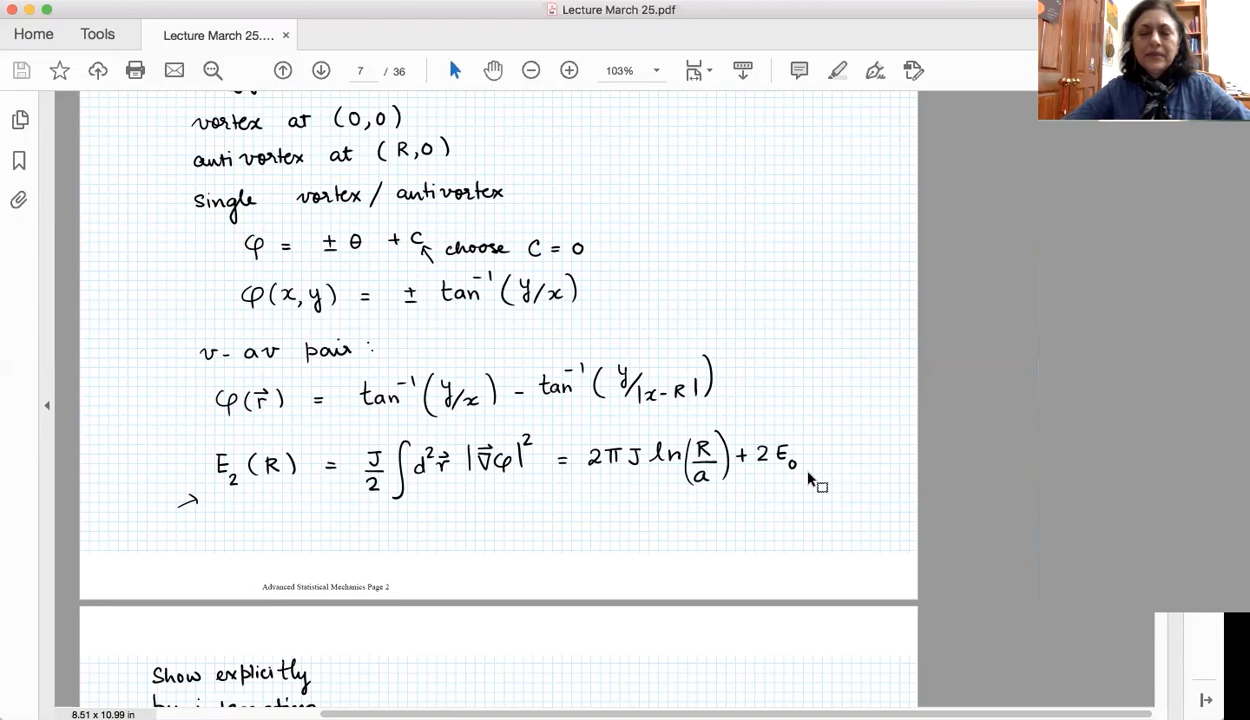 Lecture March 25.pdf
Home Tools Lecture March 25.... ×
7 / 36 103%
vortex at (0,0)
antivortex at (R,0)
single vortex / antivortex
φ = ± θ + C choose C = 0
φ(x,y) = ± tan⁻¹(y/x)
v-av pair :
φ(r⃗) = tan⁻¹(y/x) - tan⁻¹(y/|x-R|)
E₂(R) = J/2 ∫ d²r⃗ |∇⃗φ|² = 2πJ ln(R/a) + 2E₀
Advanced Statistical Mechanics Page 2
Show explicitly
8.51 x 10.99 in